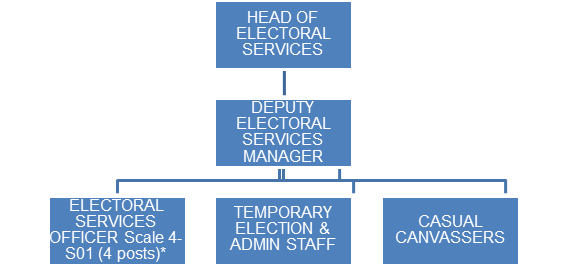 HEAD OF
ELECTORAL
SERVICES
DEPUTY
ELECTORAL
SERVICES
MANAGER
ELECTORAL
SERVICES
OFFICER Scale 4-
S01 (4 posts)*
TEMPORARY
ELECTION &
ADMIN STAFF
CASUAL
CANVASSERS